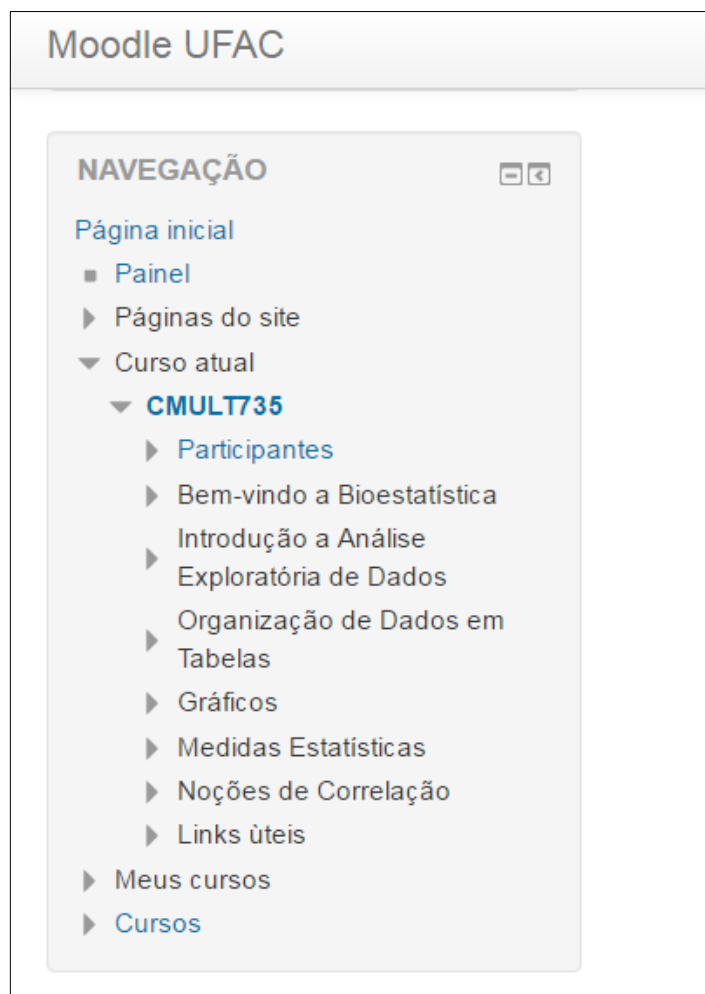 Moodle UFAC
NAVEGAÇÃO
Página inicial
Painel
Páginas do site
Curso atual
CMULT735
Participantes
Bem-vindo a Bioestatística
Introdução a Análise
Exploratória de Dados
Organização de Dados em
Tabelas
Gráficos
Medidas Estatísticas
Noções de Correlação
Links ùteis
Meus cursos
Cursos